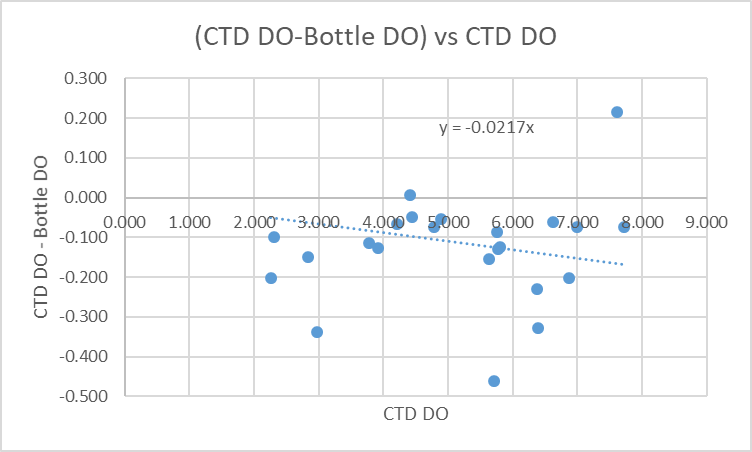 (CTD DO-Bottle DO) vs CTD DO
0.300
0.200
y = -0.0217x
0.100
0.000
0.000 1.000 2.000 3.000 4.000 5.000 6.000 7.000 8.000 9.000
-0.100
-0.200
-0.300
-0.400
-0.500
CTD DO - Bottle DO
CTD DO